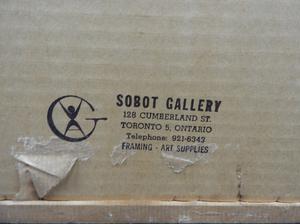 SOBOT GALLERY
128 CUMBERLAND ST.
TORONTO 5, ONTARIO
Telephone: 921-6343
FRAMING - ART SUPPLIES